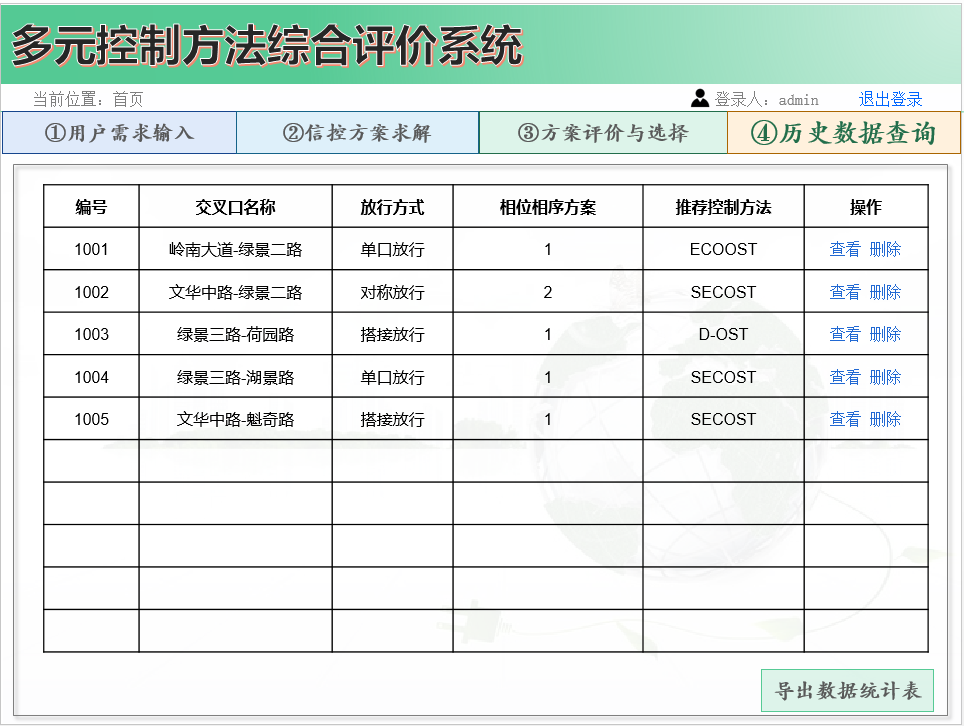 多元控制方法综合评价系统
当前位置：首页 登录人：admin 退出登录
①用户需求输入 ②信控方案求解 ③方案评价与选择 ④历史数据查询
编号 交叉口名称 放行方式 相位相序方案 推荐控制方法 操作
1001 岭南大道-绿景二路 单口放行 1 ECOOST 查看 删除
1002 文华中路-绿景二路 对称放行 2 SECOST 查看 删除
1003 绿景三路-荷园路 搭接放行 1 D-OST 查看 删除
1004 绿景三路-湖景路 单口放行 1 SECOST 查看 删除
1005 文华中路-魁奇路 搭接放行 1 SECOST 查看 删除
导出数据统计表